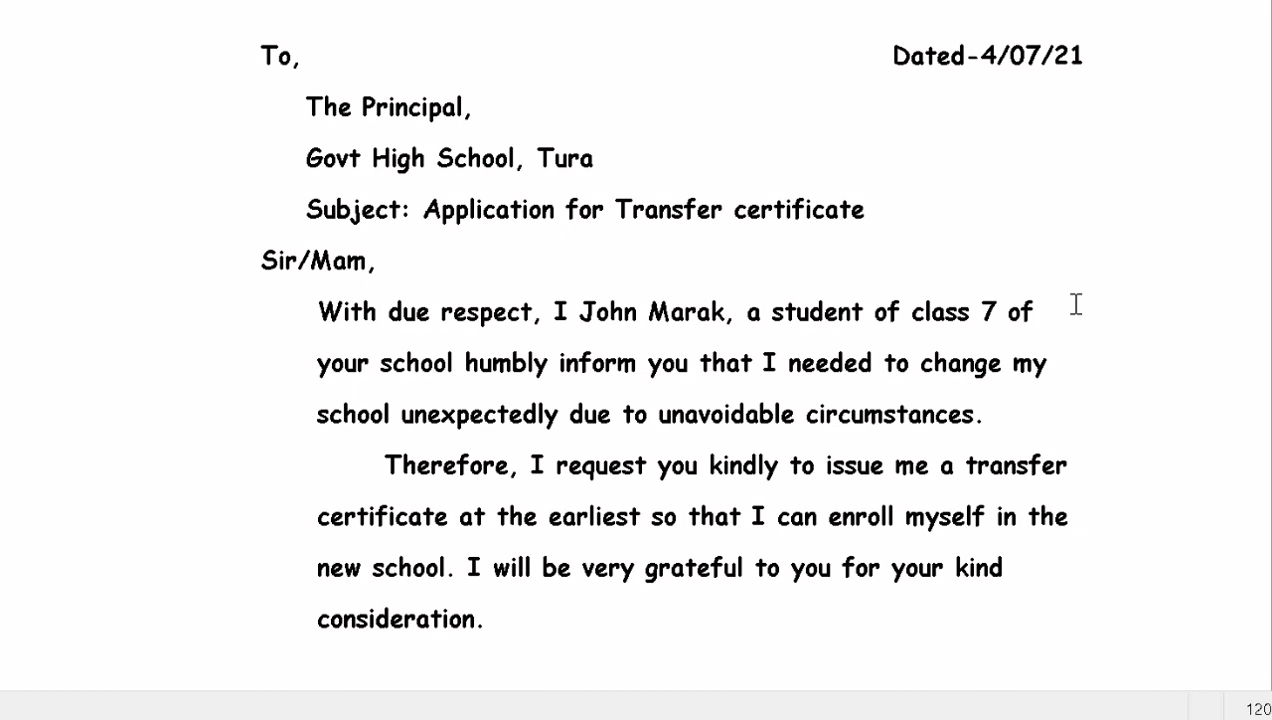 To, Dated-4/07/21
The Principal,
Govt High School, Tura
Subject: Application for Transfer certificate
Sir/Mam,
With due respect, I John Marak, a student of class 7 of
your school humbly inform you that I needed to change my
school unexpectedly due to unavoidable circumstances.
Therefore, I request you kindly to issue me a transfer
certificate at the earliest so that I can enroll myself in the
new school. I will be very grateful to you for your kind
consideration.
120